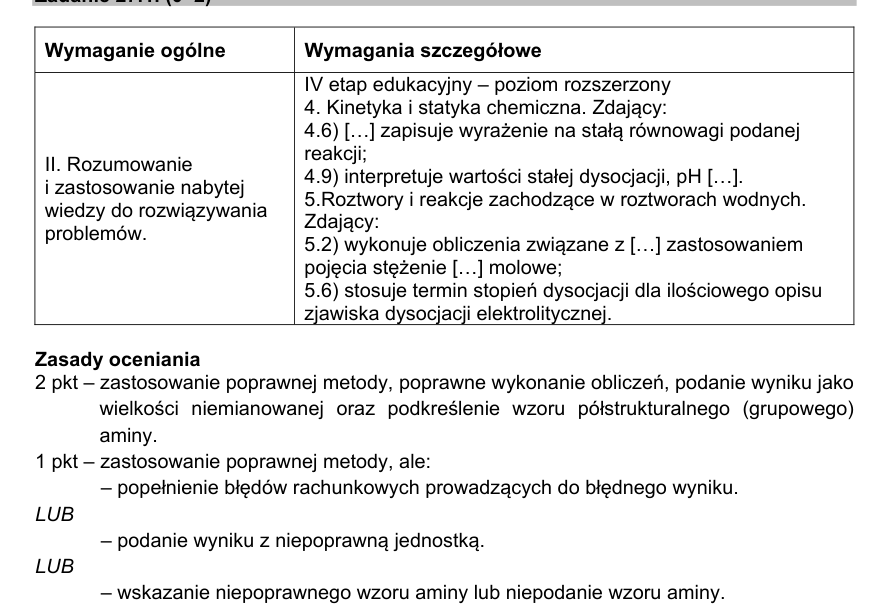 Wymaganie ogólne
Wymagania szczegółowe
II. Rozumowanie
i zastosowanie nabytej
wiedzy do rozwiązywania
problemów.
IV etap edukacyjny – poziom rozszerzony
4. Kinetyka i statyka chemiczna. Zdający:
4.6) […] zapisuje wyrażenie na stałą równowagi podanej
reakcji;
4.9) interpretuje wartości stałej dysocjacji, pH […].
5.Roztwory i reakcje zachodzące w roztworach wodnych.
Zdający:
5.2) wykonuje obliczenia związane z […] zastosowaniem
pojęcia stężenie […] molowe;
5.6) stosuje termin stopień dysocjacji dla ilościowego opisu
zjawiska dysocjacji elektrolitycznej.
Zasady oceniania
2 pkt – zastosowanie poprawnej metody, poprawne wykonanie obliczeń, podanie wyniku jako
wielkości niemianowanej oraz podkreślenie wzoru półstrukturalnego (grupowego)
aminy.
1 pkt – zastosowanie poprawnej metody, ale:
– popełnienie błędów rachunkowych prowadzących do błędnego wyniku.
LUB
– podanie wyniku z niepoprawną jednostką.
LUB
– wskazanie niepoprawnego wzoru aminy lub niepodanie wzoru aminy.